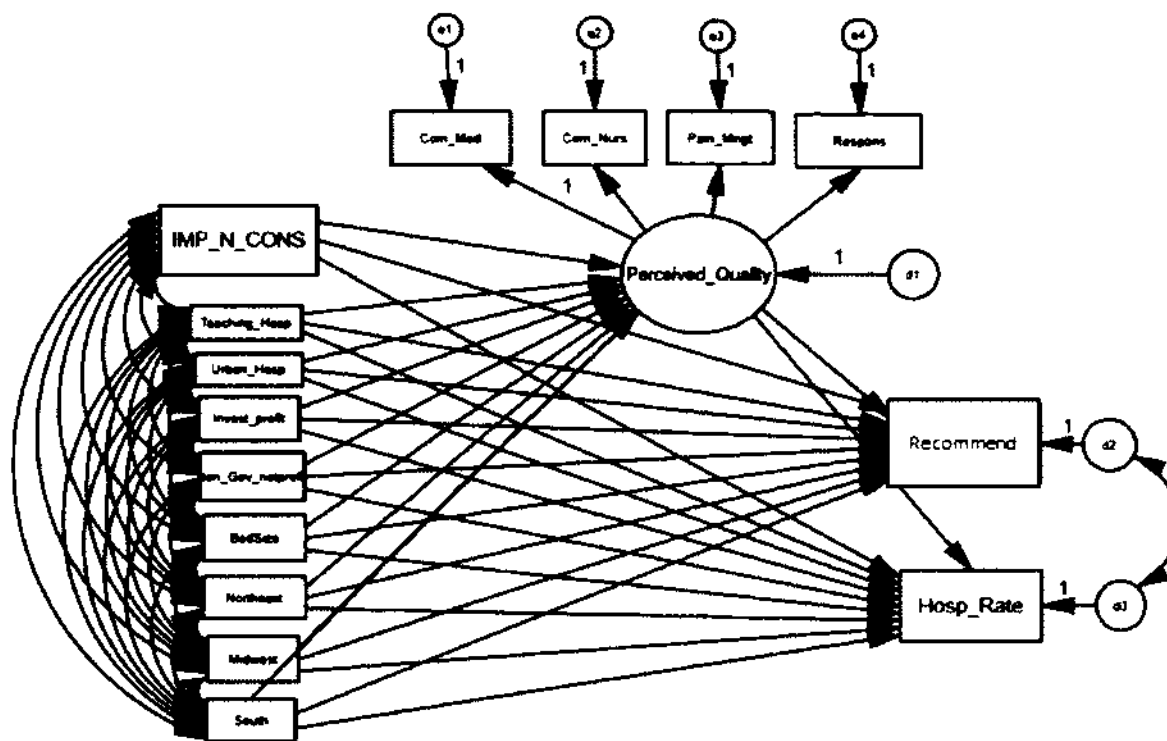 e1
e2
e3
e4
1
1
1
1
Com_Med
Com_Nurs
Pain_Mngt
Respons
1
IMP_N_CONS
Perceived_Quality
1
d1
Teaching_Hosp
Urban_Hosp
Invest_profit
BedSize
Northeast
Midwest
South
Recommend
1
d2
Hosp_Rate
1
d3